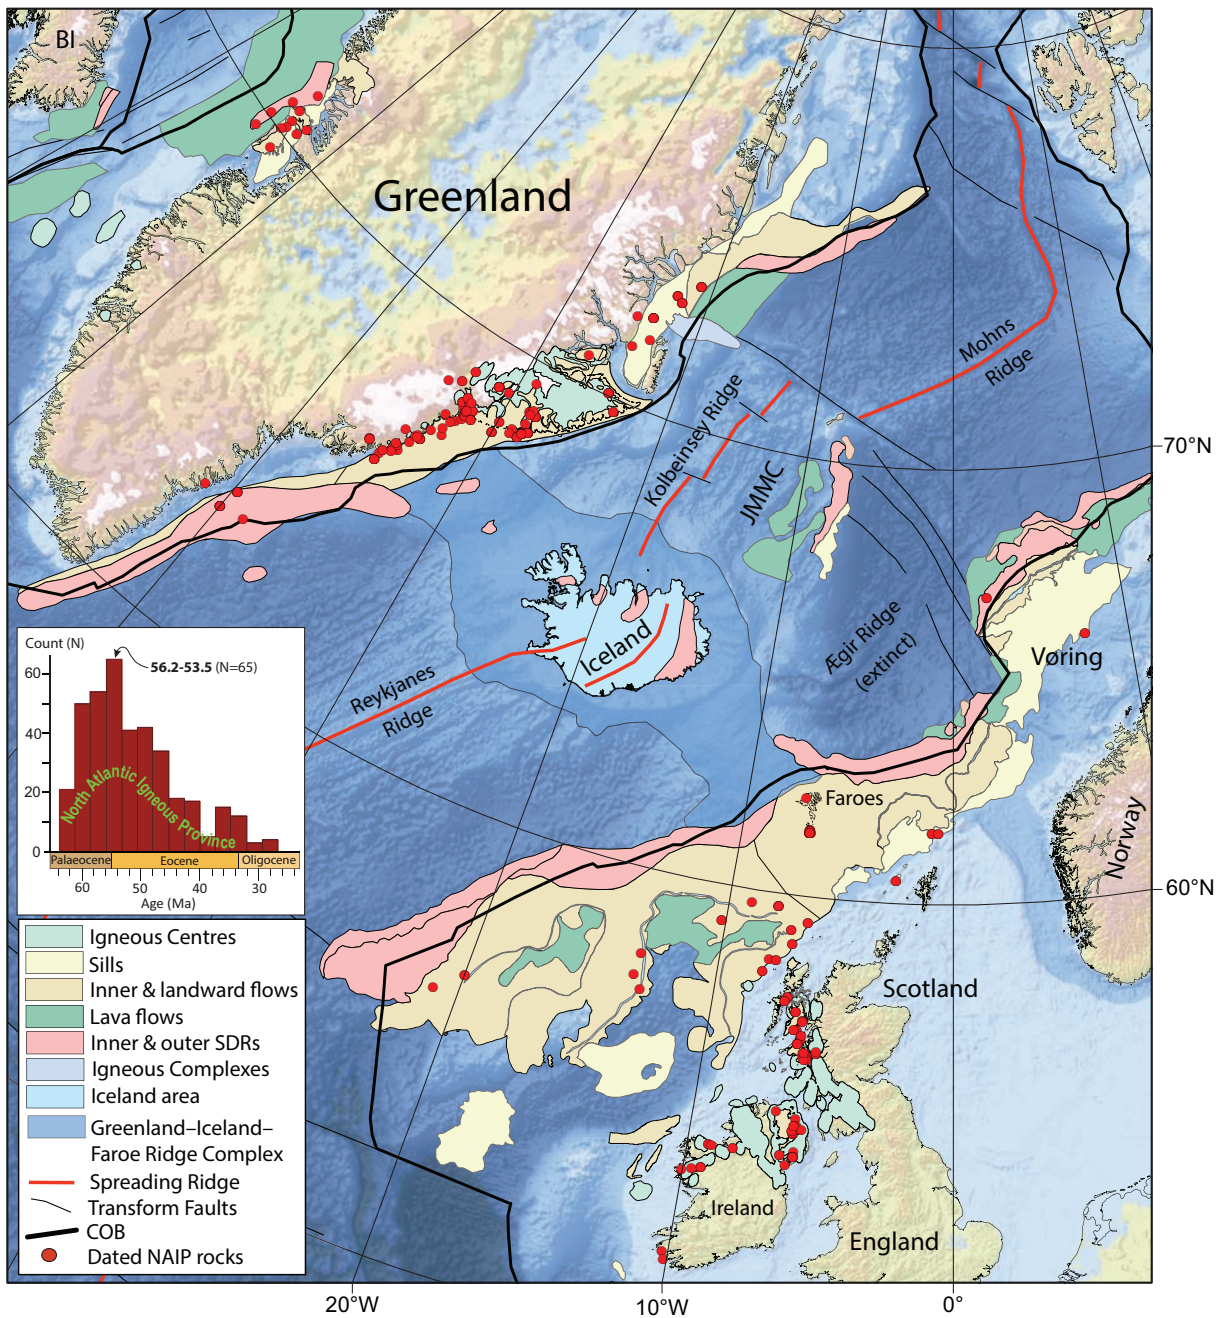 BI
Greenland
Mohns
Ridge
Kolbeinsey Ridge
70°N
JMMC
Iceland
Ægir Ridge
(extinct)
Vøring
Reykjanes
Ridge
Count (N)
56.2-53.5 (N=65)
60
40
20
0
North Atlantic Igneous Province
Palaeocene
Eocene
Oligocene
60
50
40
30
Age (Ma)
Faroes
Norway
60°N
Igneous Centres
Sills
Inner & landward flows
Lava flows
Inner & outer SDRs
Igneous Complexes
Iceland area
Greenland–Iceland–
Faroe Ridge Complex
Spreading Ridge
Transform Faults
COB
Dated NAIP rocks
Scotland
Ireland
England
20°W
10°W
0°